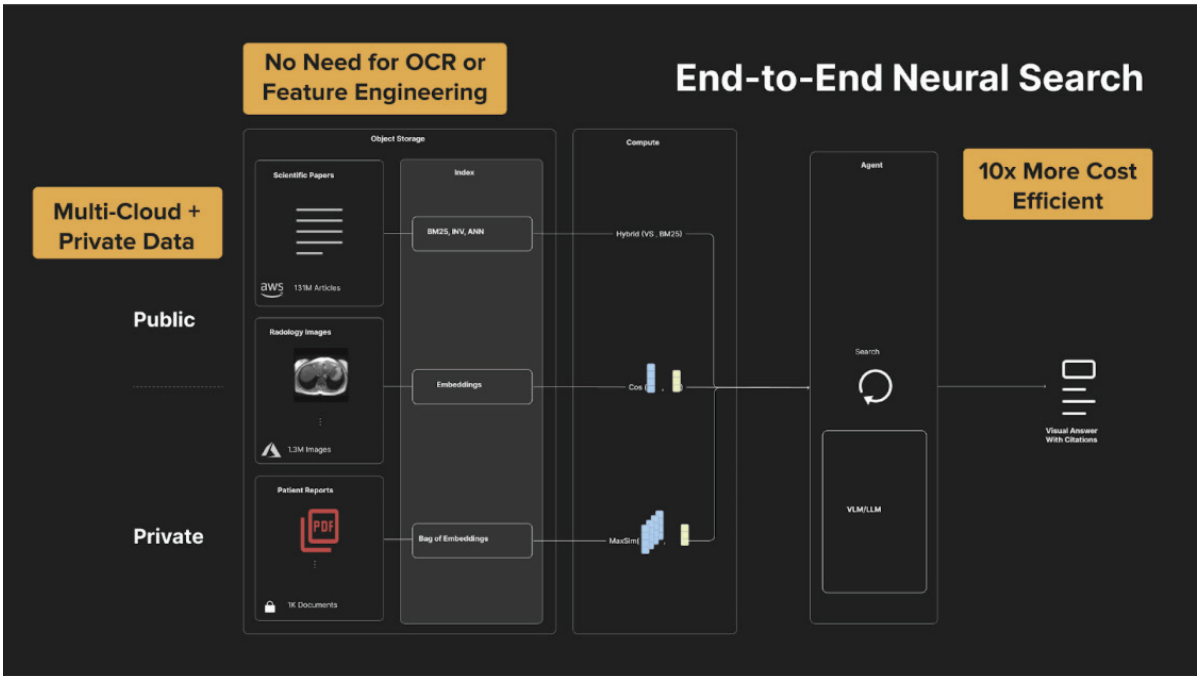 No Need for OCR or
Feature Engineering
End-to-End Neural Search
Multi-Cloud +
Private Data
10x More Cost
Efficient
Public
Private
Object Storage
Scientific Papers
aws 131M Articles
Radology Images
1.3M Images
Patient Reports
PDF
1K Documents
Index
BM25, INV, ANN
Embeddings
Bag of Embeddings
Compute
Hybrid (VS , BM25)
Cos ( , )
MaxSim( ,
Agent
Search
VLM/LLM
Visual Answer
With Citations